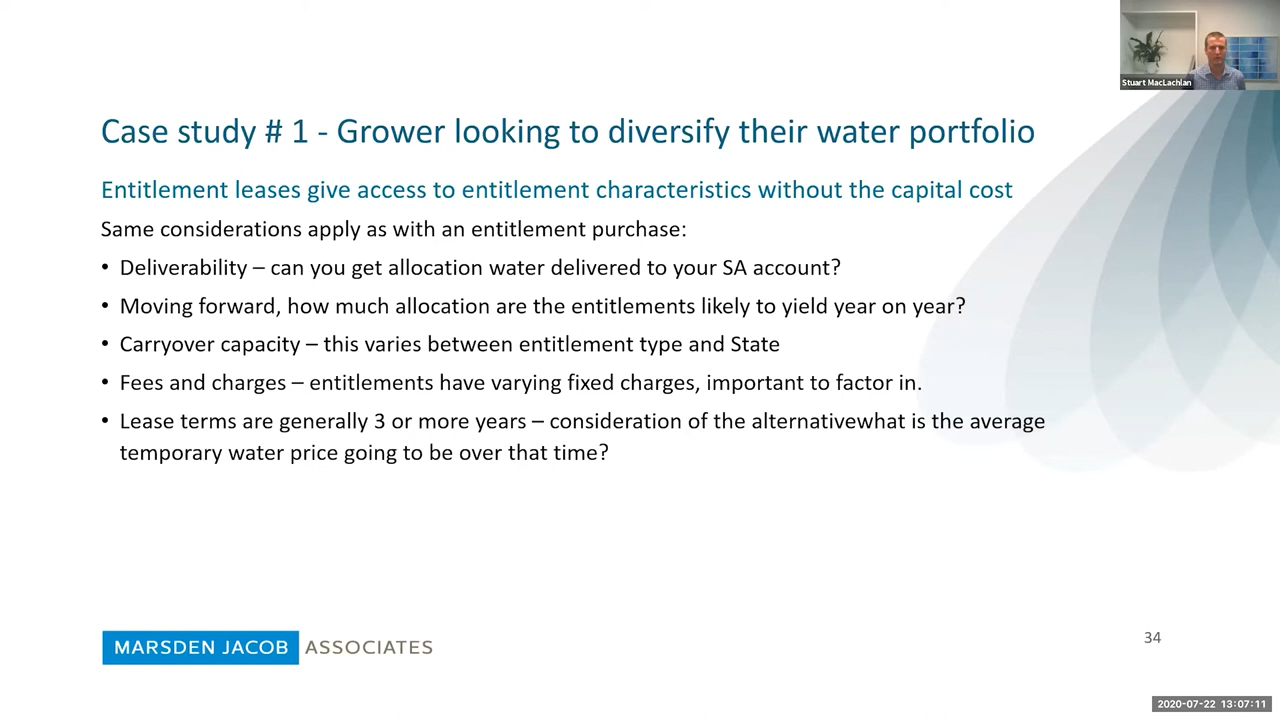 Stuart MacLachlan
Case study # 1 - Grower looking to diversify their water portfolio
Entitlement leases give access to entitlement characteristics without the capital cost
Same considerations apply as with an entitlement purchase:
• Deliverability – can you get allocation water delivered to your SA account?
• Moving forward, how much allocation are the entitlements likely to yield year on year?
• Carryover capacity – this varies between entitlement type and State
• Fees and charges – entitlements have varying fixed charges, important to factor in.
• Lease terms are generally 3 or more years – consideration of the alternativewhat is the average
temporary water price going to be over that time?
MARSDEN JACOB ASSOCIATES
34
2020-07-22 13:07:11